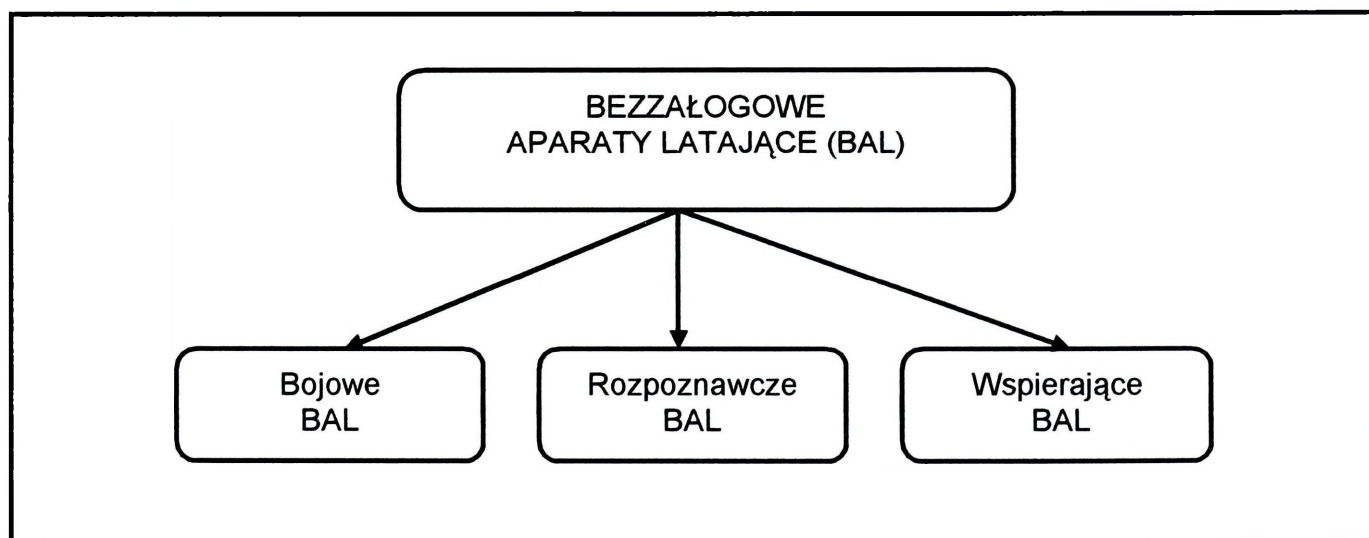 BEZZAŁOGOWE
APARATY LATAJĄCE (BAL)
Bojowe
BAL
Rozpoznawcze
BAL
Wspierające
BAL